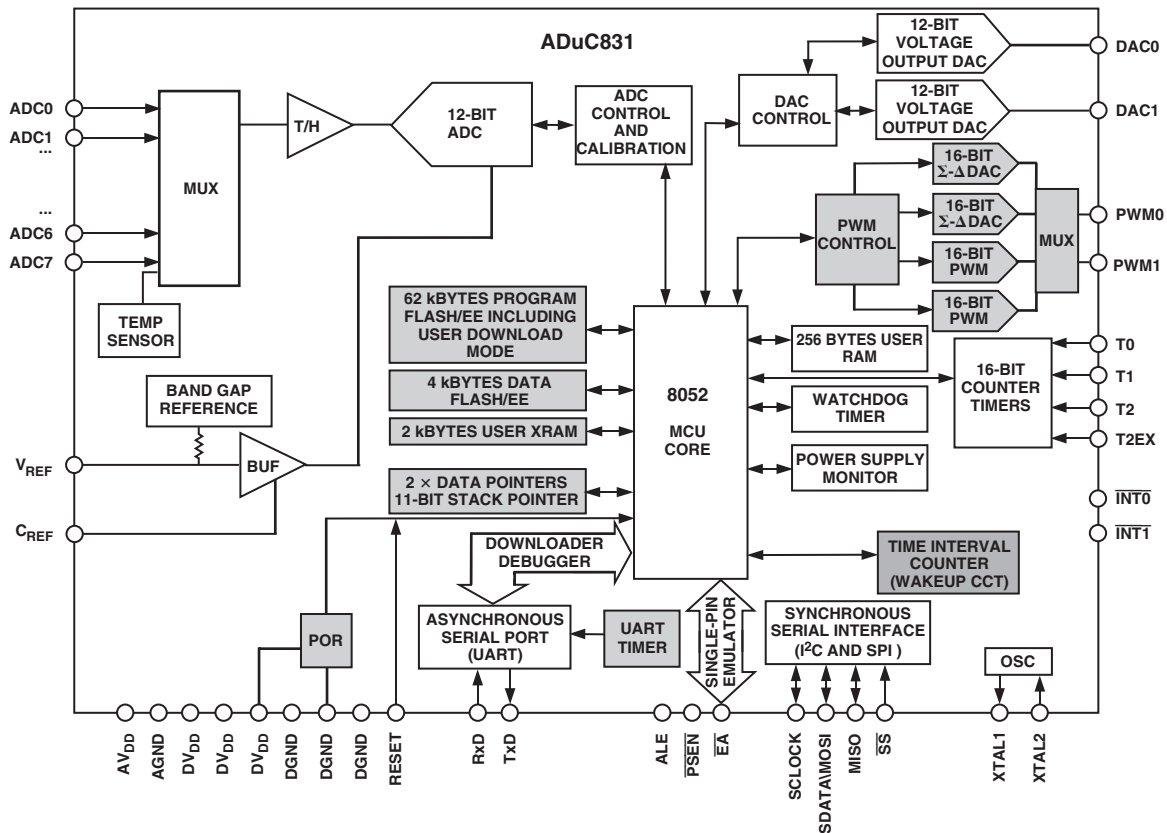 ADuC831
ADC0
ADC1
...
...
ADC6
ADC7
MUX
TEMP
SENSOR
T/H
12-BIT
ADC
ADC
CONTROL
AND
CALIBRATION
DAC
CONTROL
12-BIT
VOLTAGE
OUTPUT DAC
12-BIT
VOLTAGE
OUTPUT DAC
DAC0
DAC1
PWM
CONTROL
16-BIT
Σ-Δ DAC
16-BIT
Σ-Δ DAC
16-BIT
PWM
16-BIT
PWM
MUX
PWM0
PWM1
BAND GAP
REFERENCE
VREF
BUF
CREF
62 kBYTES PROGRAM
FLASH/EE INCLUDING
USER DOWNLOAD
MODE
4 kBYTES DATA
FLASH/EE
2 kBYTES USER XRAM
2 × DATA POINTERS
11-BIT STACK POINTER
8052
MCU
CORE
256 BYTES USER
RAM
WATCHDOG
TIMER
POWER SUPPLY
MONITOR
16-BIT
COUNTER
TIMERS
T0
T1
T2
T2EX
INT0
INT1
TIME INTERVAL
COUNTER
(WAKEUP CCT)
DOWNLOADER
DEBUGGER
POR
ASYNCHRONOUS
SERIAL PORT
(UART)
UART
TIMER
SINGLE-PIN
EMULATOR
SYNCHRONOUS
SERIAL INTERFACE
(I²C AND SPI )
OSC
AVDD
AGND
DVDD
DVDD
DVDD
DGND
DGND
DGND
RESET
RxD
TxD
ALE
PSEN
EA
SCLOCK
SDATA\MOSI
MISO
SS
XTAL1
XTAL2